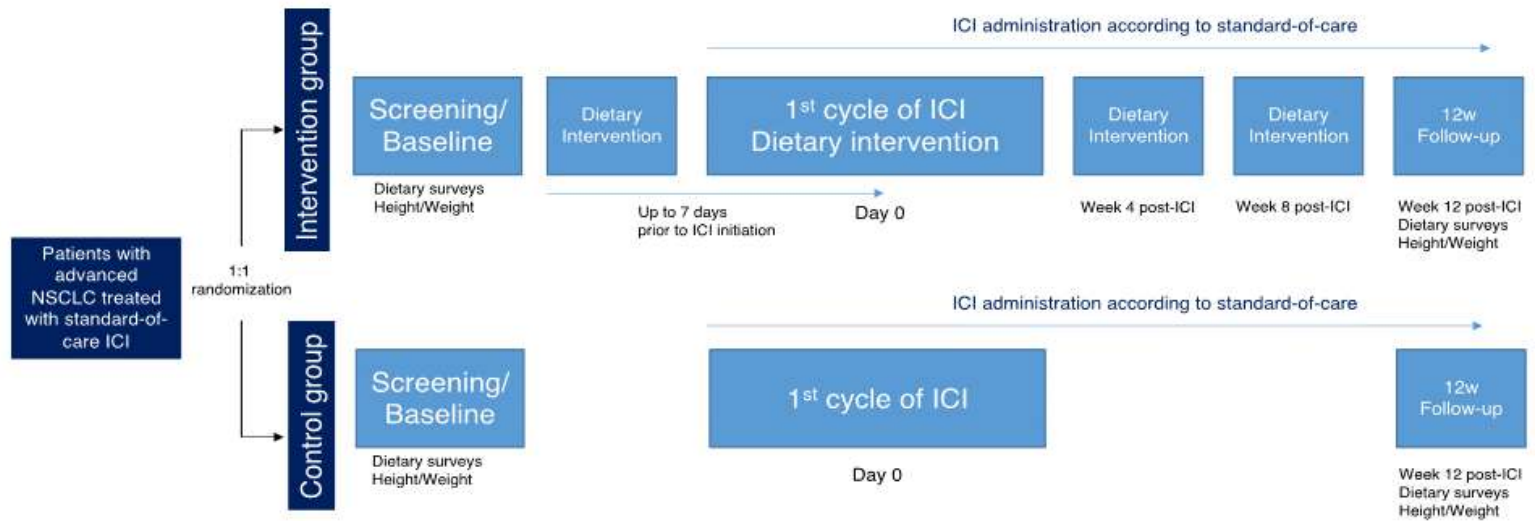 Patients with
advanced
NSCLC treated
with standard-of-
care ICI
1:1
randomization
Intervention group
ICI administration according to standard-of-care
Screening/
Baseline
Dietary surveys
Height/Weight
Dietary
Intervention
Up to 7 days
prior to ICI initiation
1st cycle of ICI
Dietary intervention
Day 0
Dietary
Intervention
Week 4 post-ICI
Dietary
Intervention
Week 8 post-ICI
12w
Follow-up
Week 12 post-ICI
Dietary surveys
Height/Weight
Control group
ICI administration according to standard-of-care
Screening/
Baseline
Dietary surveys
Height/Weight
1st cycle of ICI
Day 0
12w
Follow-up
Week 12 post-ICI
Dietary surveys
Height/Weight